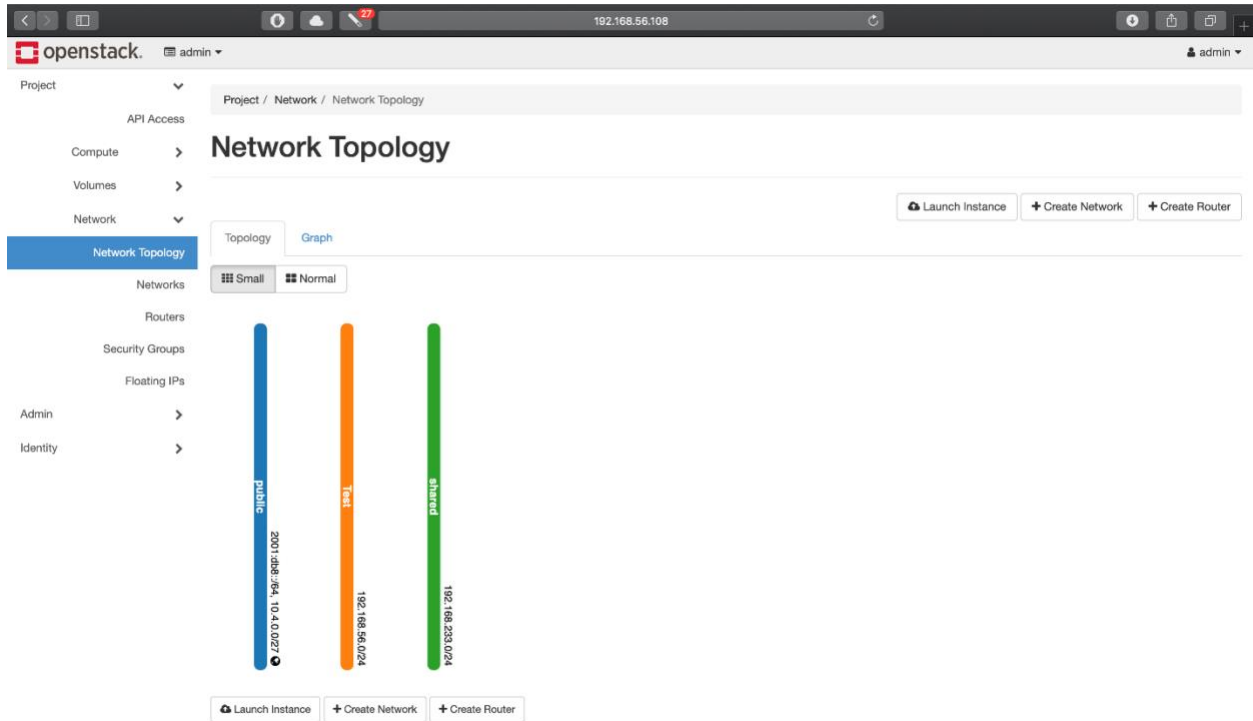 27
192.168.56.108
openstack. admin
admin
Project
API Access
Compute
Volumes
Network
Network Topology
Networks
Routers
Security Groups
Floating IPs
Admin
Identity
Project / Network / Network Topology
Network Topology
Launch Instance + Create Network + Create Router
Topology Graph
Small Normal
public
2001:db8::/64, 10.4.0.0/27
Test
192.168.56.0/24
shared
192.168.233.0/24
Launch Instance + Create Network + Create Router